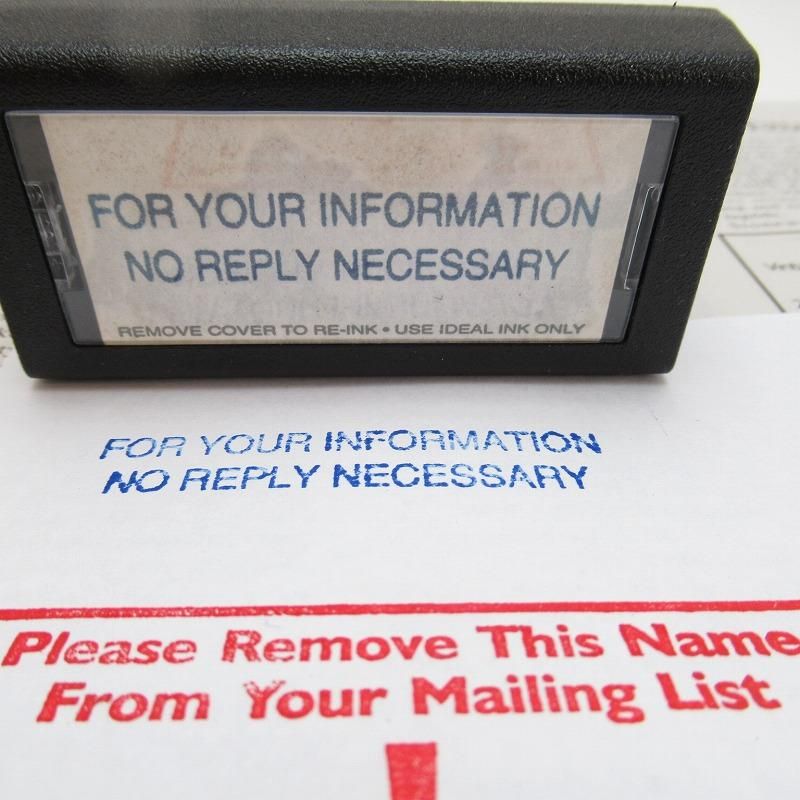 FOR YOUR INFORMATION
NO REPLY NECESSARY
REMOVE COVER TO RE-INK • USE IDEAL INK ONLY
FOR YOUR INFORMATION
NO REPLY NECESSARY
Please Remove This Name
From Your Mailing List